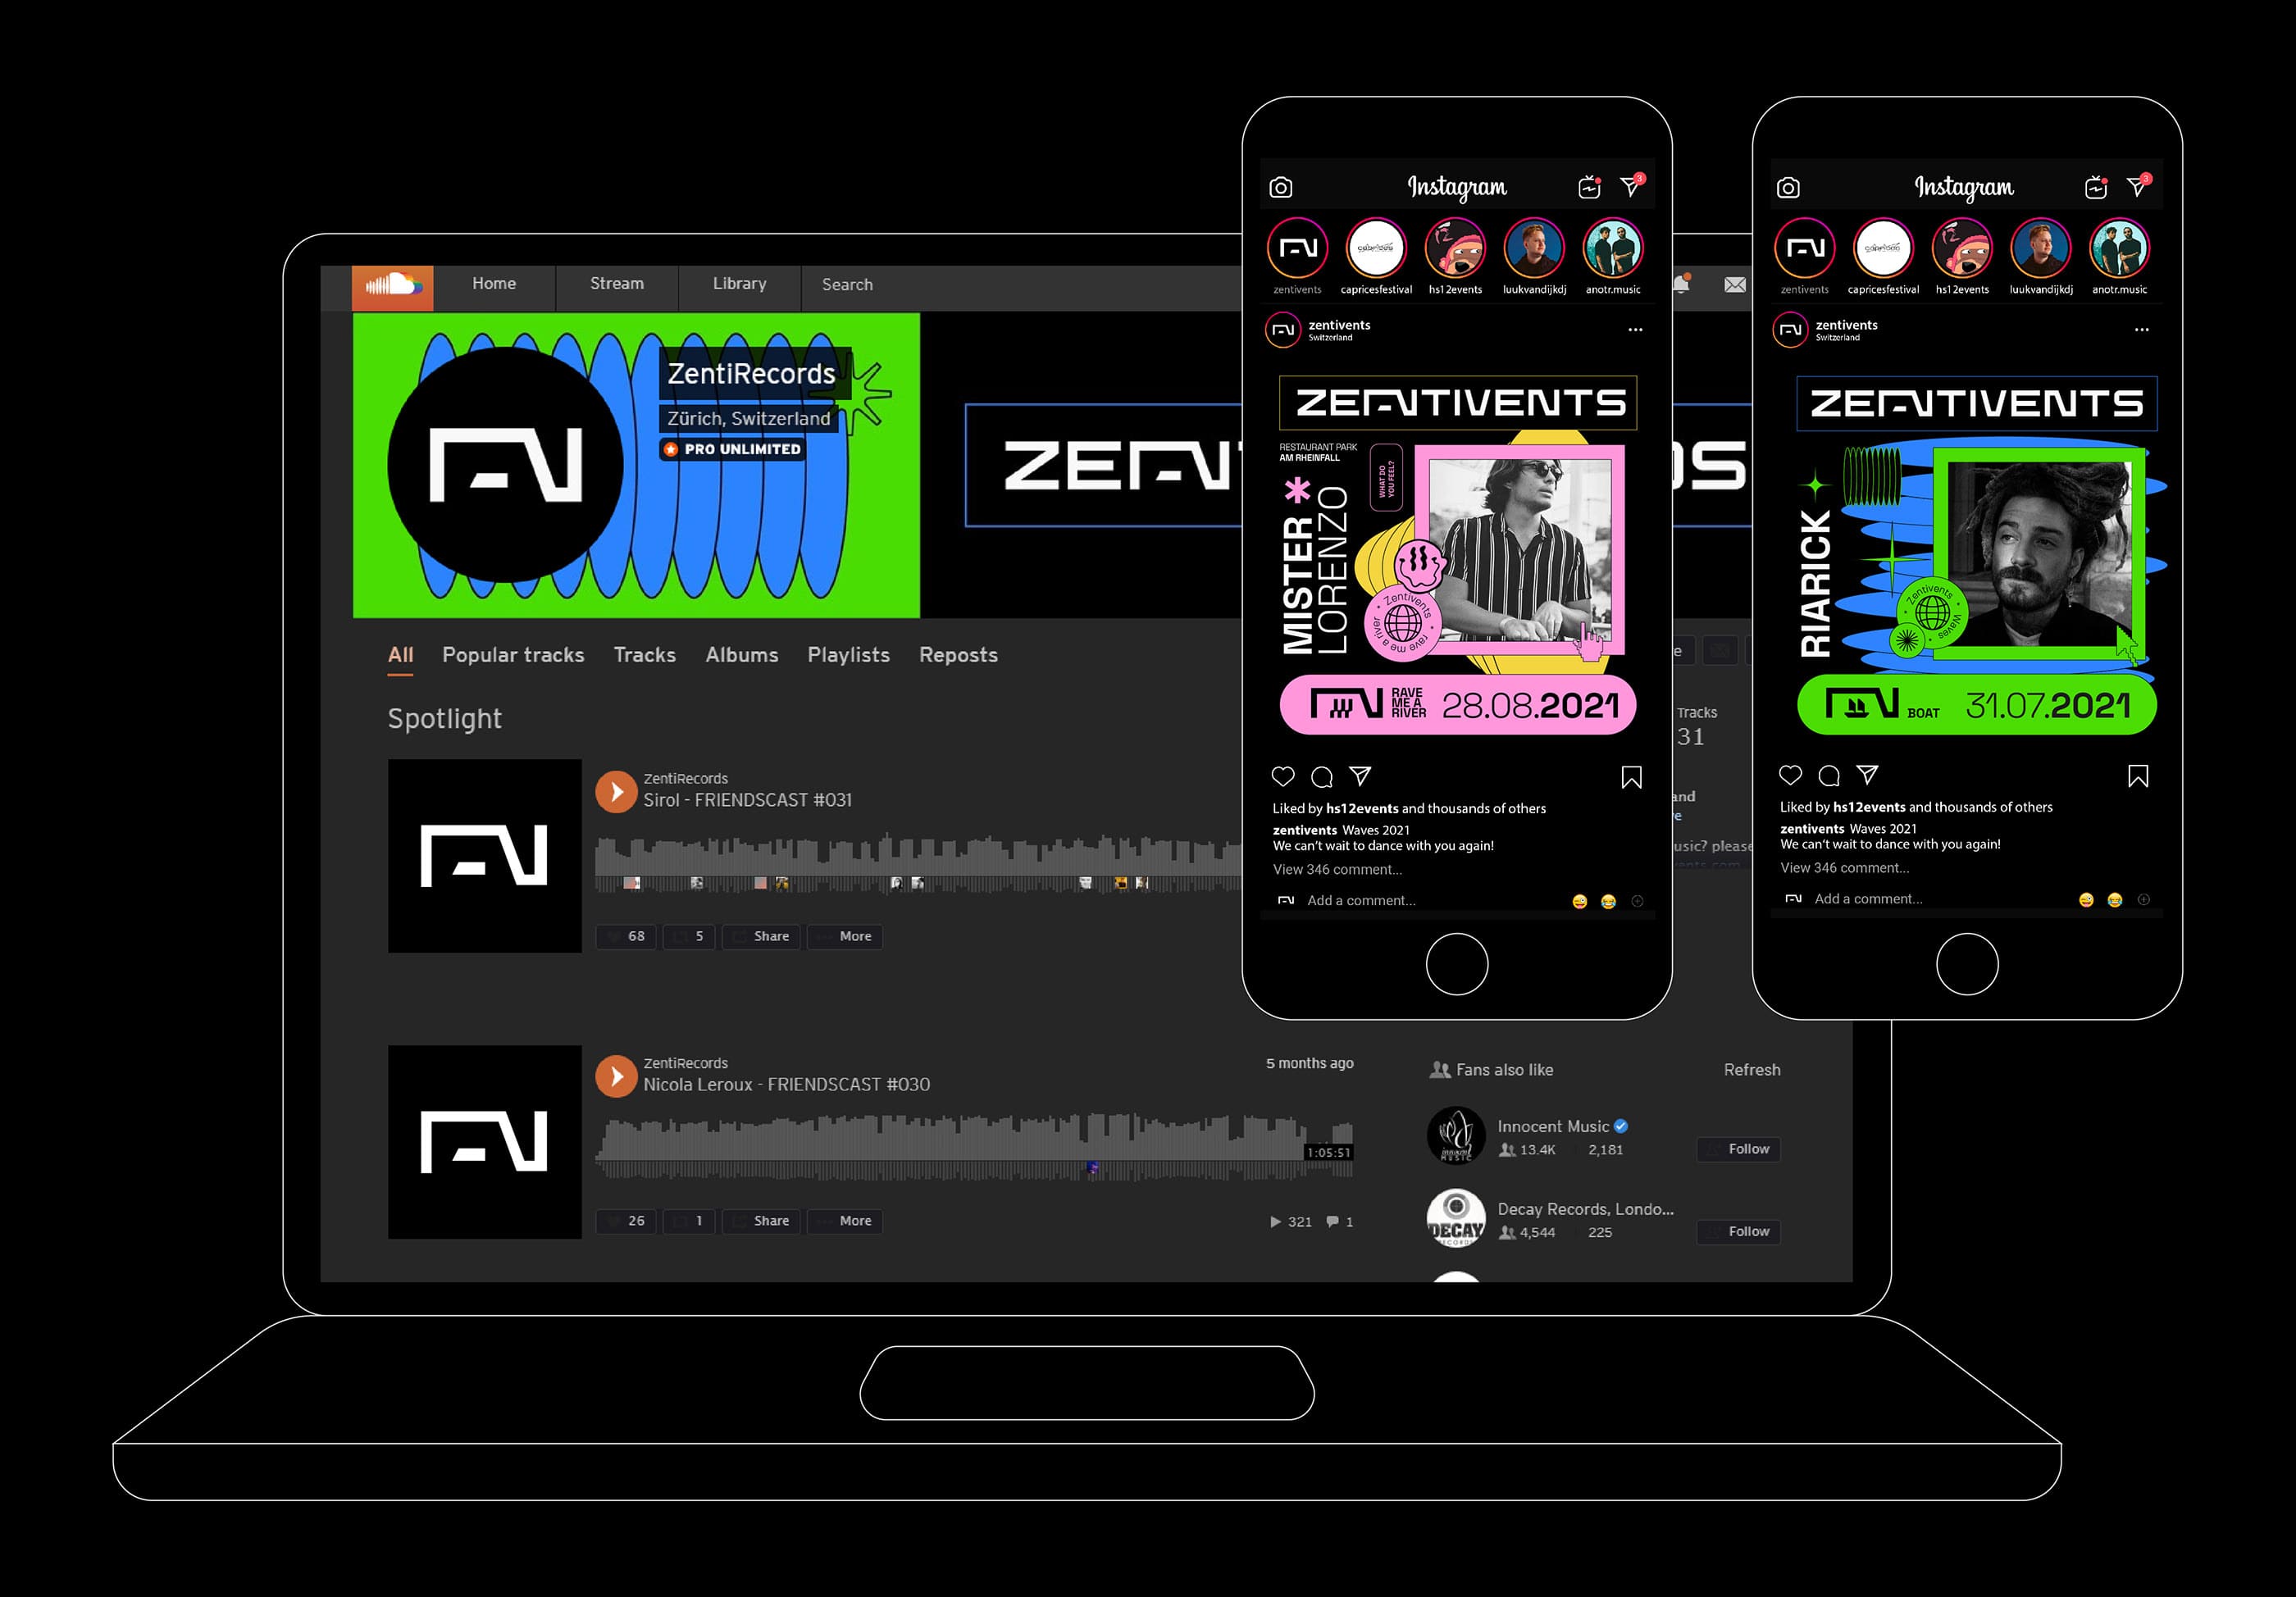 Home
Stream
Library
Search
ZentiRecords
Zürich, Switzerland
PRO UNLIMITED
All
Popular tracks
Tracks
Albums
Playlists
Reposts
Spotlight
ZentiRecords
Sirol - FRIENDSCAST #031
68
5
Share
More
ZentiRecords
Nicola Leroux - FRIENDSCAST #030
5 months ago
1:05:51
26
1
Share
More
321
1
Tracks
31
Fans also like
Refresh
Innocent Music
13.4K
2,181
Follow
DECAY
Decay Records, Londo...
4,544
225
Follow
Instagram
3
zentivents
capricesfestival
hs12events
luukvandijkdj
anotr.music
zentivents
Switzerland
ZENTIVENTS
RESTAURANT PARK
AM RHEINFALL
WHAT DO
YOU FEEL?
MISTER *
LORENZO
Zentivents • rave me a river •
RAVE
ME A
RIVER
28.08.2021
Liked by hs12events and thousands of others
zentivents Waves 2021
We can't wait to dance with you again!
View 346 comment...
Add a comment...
Instagram
3
zentivents
capricesfestival
hs12events
luukvandijkdj
anotr.music
zentivents
Switzerland
ZENTIVENTS
RIARICK
Zentivents • Waves •
BOAT
31.07.2021
Liked by hs12events and thousands of others
zentivents Waves 2021
We can't wait to dance with you again!
View 346 comment...
Add a comment...